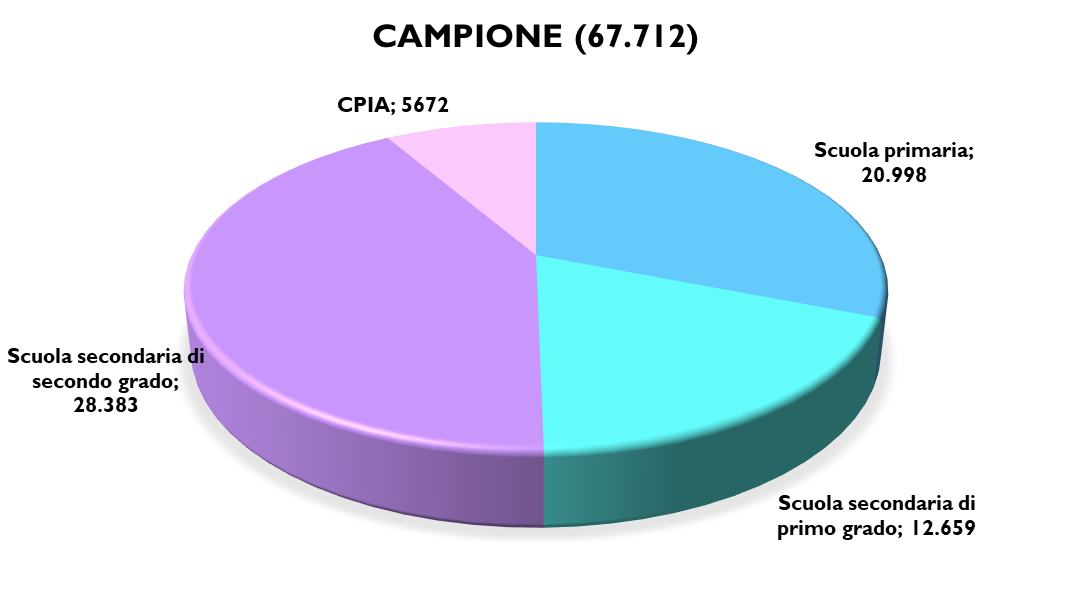 CAMPIONE (67.712)
CPIA; 5672
Scuola primaria;
20.998
Scuola secondaria di
secondo grado;
28.383
Scuola secondaria di
primo grado; 12.659